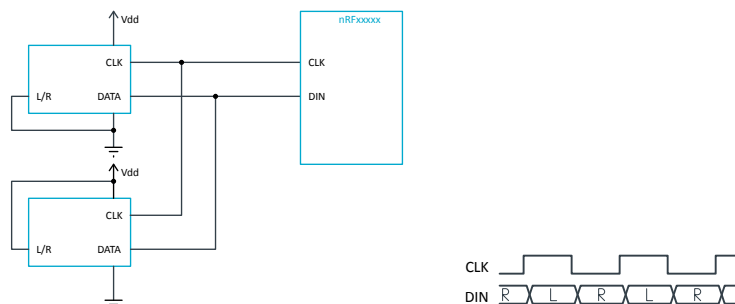 Vdd
nRFxxxxx
CLK
CLK
L/R
DATA
DIN
Vdd
CLK
L/R
DATA
CLK
DIN R L R L R